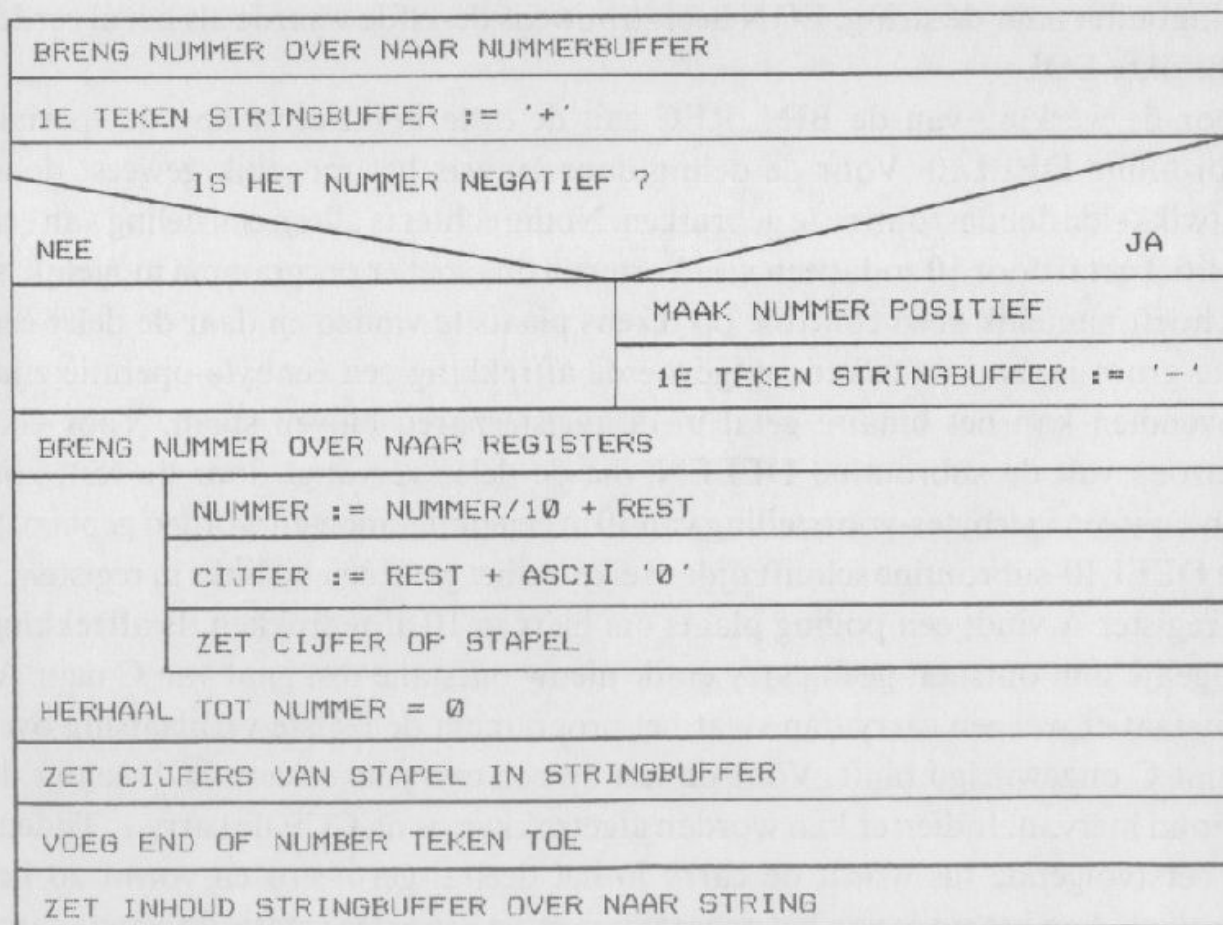 BRENG NUMMER OVER NAAR NUMMERBUFFER
1E TEKEN STRINGBUFFER := '+'
IS HET NUMMER NEGATIEF ?
NEE
JA
MAAK NUMMER POSITIEF
1E TEKEN STRINGBUFFER := '-'
BRENG NUMMER OVER NAAR REGISTERS
NUMMER := NUMMER/10 + REST
CIJFER := REST + ASCII '0'
ZET CIJFER OP STAPEL
HERHAAL TOT NUMMER = 0
ZET CIJFERS VAN STAPEL IN STRINGBUFFER
VOEG END OF NUMBER TEKEN TOE
ZET INHOUD STRINGBUFFER OVER NAAR STRING